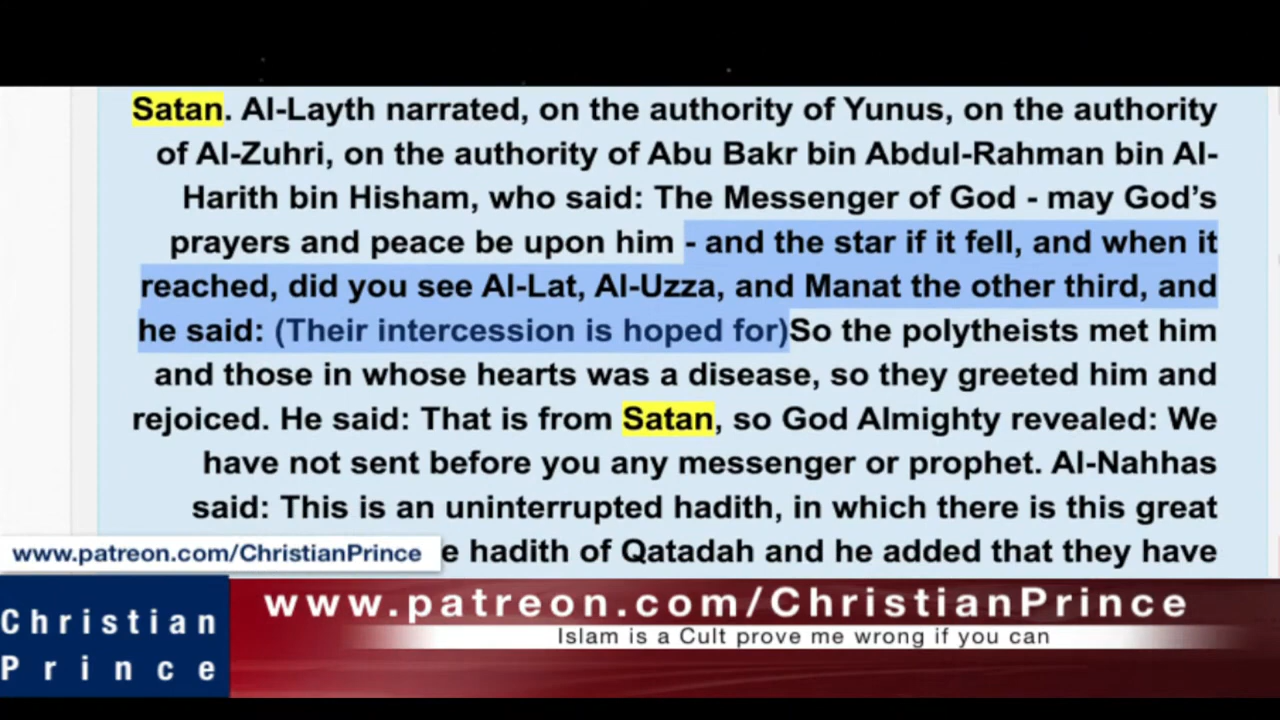 Satan. Al-Layth narrated, on the authority of Yunus, on the authority
of Al-Zuhri, on the authority of Abu Bakr bin Abdul-Rahman bin Al-
Harith bin Hisham, who said: The Messenger of God - may God's
prayers and peace be upon him - and the star if it fell, and when it
reached, did you see Al-Lat, Al-Uzza, and Manat the other third, and
he said: (Their intercession is hoped for)So the polytheists met him
and those in whose hearts was a disease, so they greeted him and
rejoiced. He said: That is from Satan, so God Almighty revealed: We
have not sent before you any messenger or prophet. Al-Nahhas
said: This is an uninterrupted hadith, in which there is this great
hadith of Qatadah and he added that they have
www.patreon.com/ChristianPrince
www.patreon.com/ChristianPrince
Islam is a Cult prove me wrong if you can
Christian
Prince